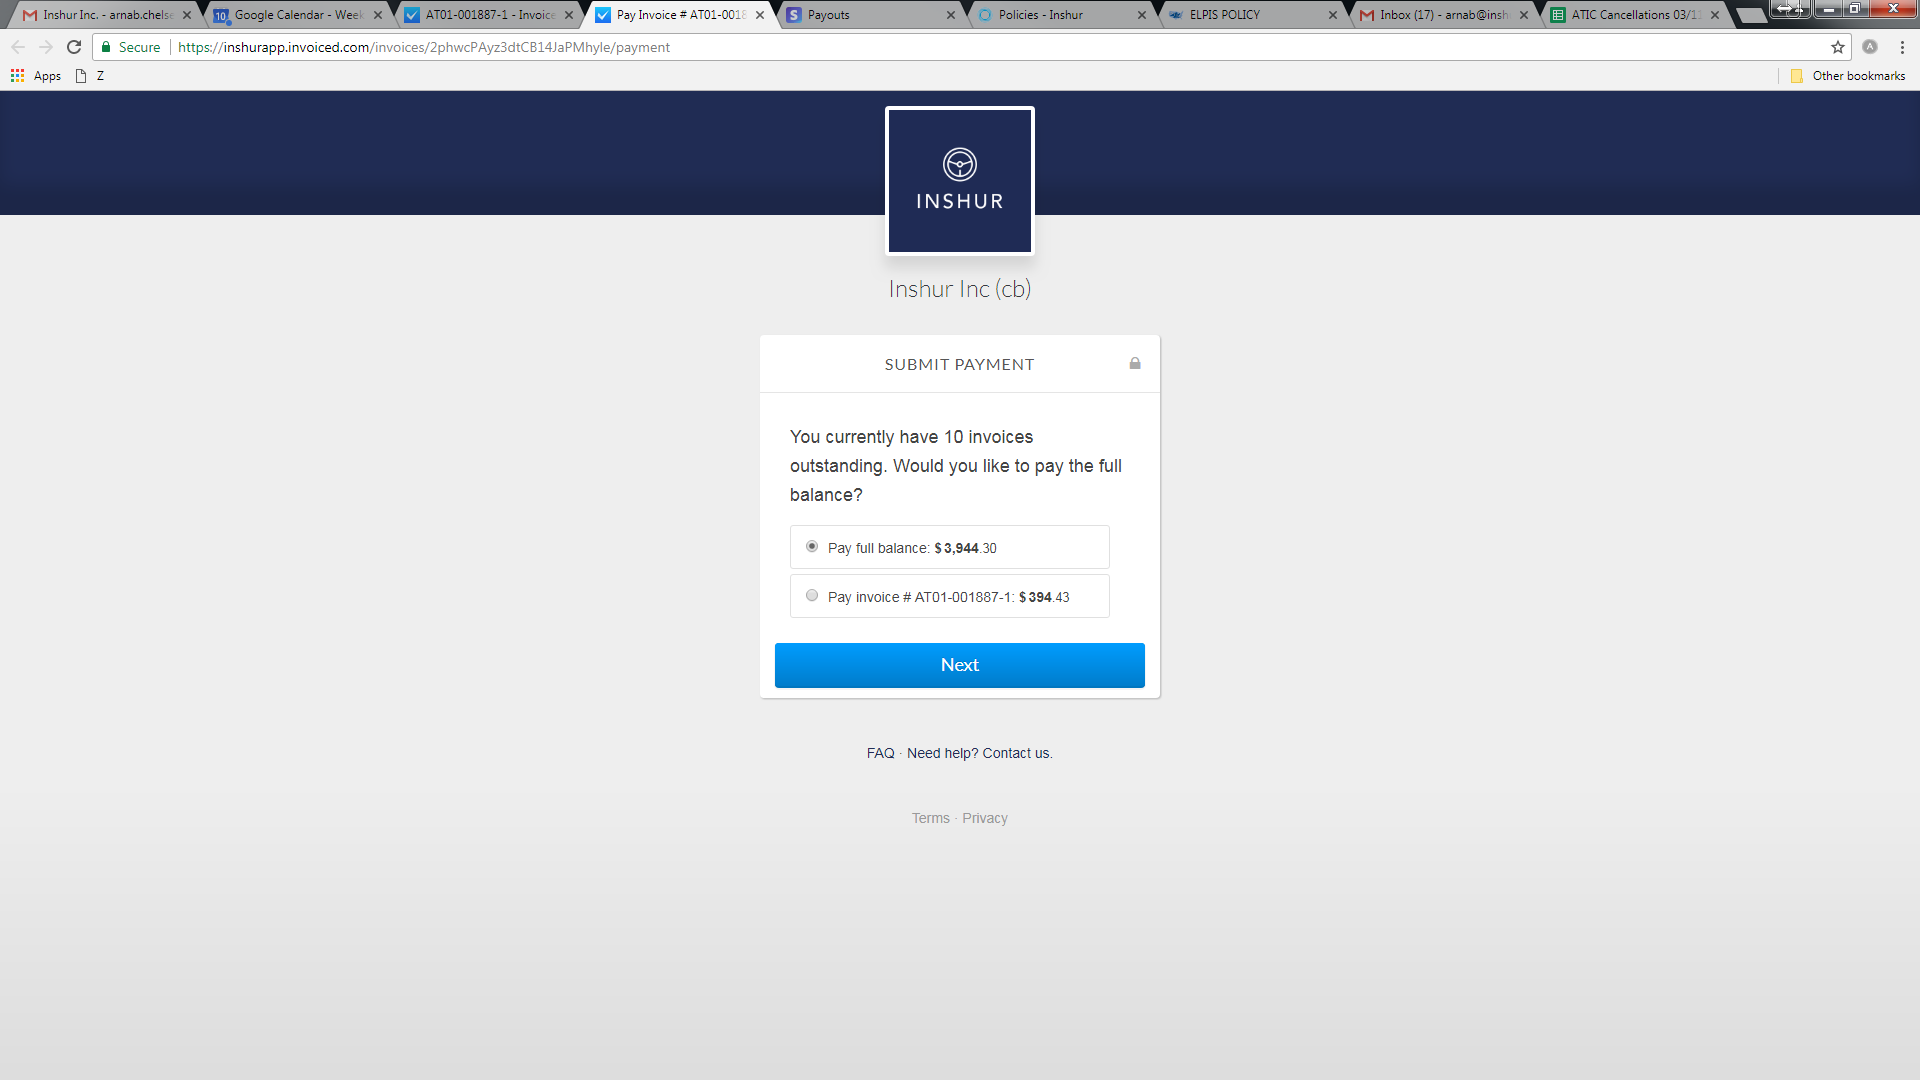 Inshur Inc. - arnab.chelse
Google Calendar - Week
AT01-001887-1 - Invoice
Pay Invoice # AT01-0018
Payouts
Policies - Inshur
ELPIS POLICY
Inbox (17) - arnab@insh
ATIC Cancellations 03/11
Secure
https://inshurapp.invoiced.com/invoices/2phwcPAyz3dtCB14JaPMhyle/payment
Apps
Z
Other bookmarks
INSHUR
Inshur Inc (cb)
SUBMIT PAYMENT
You currently have 10 invoices
outstanding. Would you like to pay the full
balance?
Pay full balance: $3,944.30
Pay invoice # AT01-001887-1: $394.43
Next
FAQ · Need help? Contact us.
Terms · Privacy